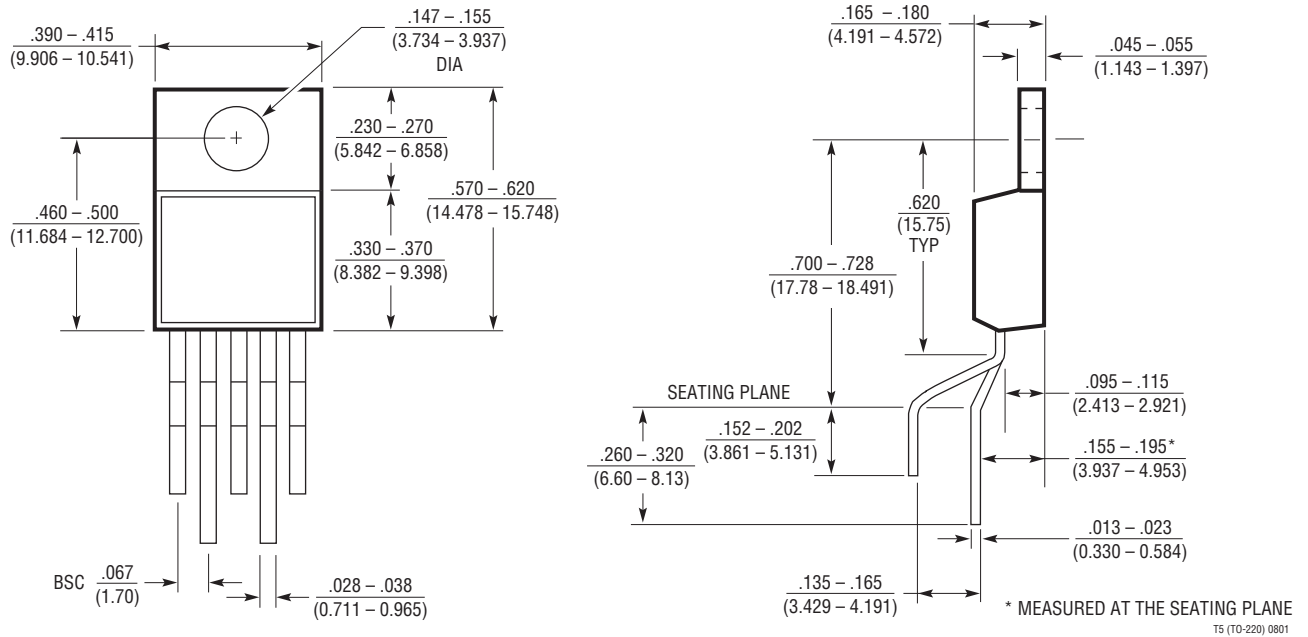 .390 – .415
(9.906 – 10.541)
.147 – .155
(3.734 – 3.937)
DIA
.230 – .270
(5.842 – 6.858)
.570 – .620
(14.478 – 15.748)
.460 – .500
(11.684 – 12.700)
.330 – .370
(8.382 – 9.398)
BSC
.067
(1.70)
.028 – .038
(0.711 – 0.965)
.165 – .180
(4.191 – 4.572)
.045 – .055
(1.143 – 1.397)
.620
(15.75)
TYP
.700 – .728
(17.78 – 18.491)
SEATING PLANE
.152 – .202
(3.861 – 5.131)
.260 – .320
(6.60 – 8.13)
.095 – .115
(2.413 – 2.921)
.155 – .195*
(3.937 – 4.953)
.013 – .023
(0.330 – 0.584)
.135 – .165
(3.429 – 4.191)
* MEASURED AT THE SEATING PLANE
T5 (TO-220) 0801